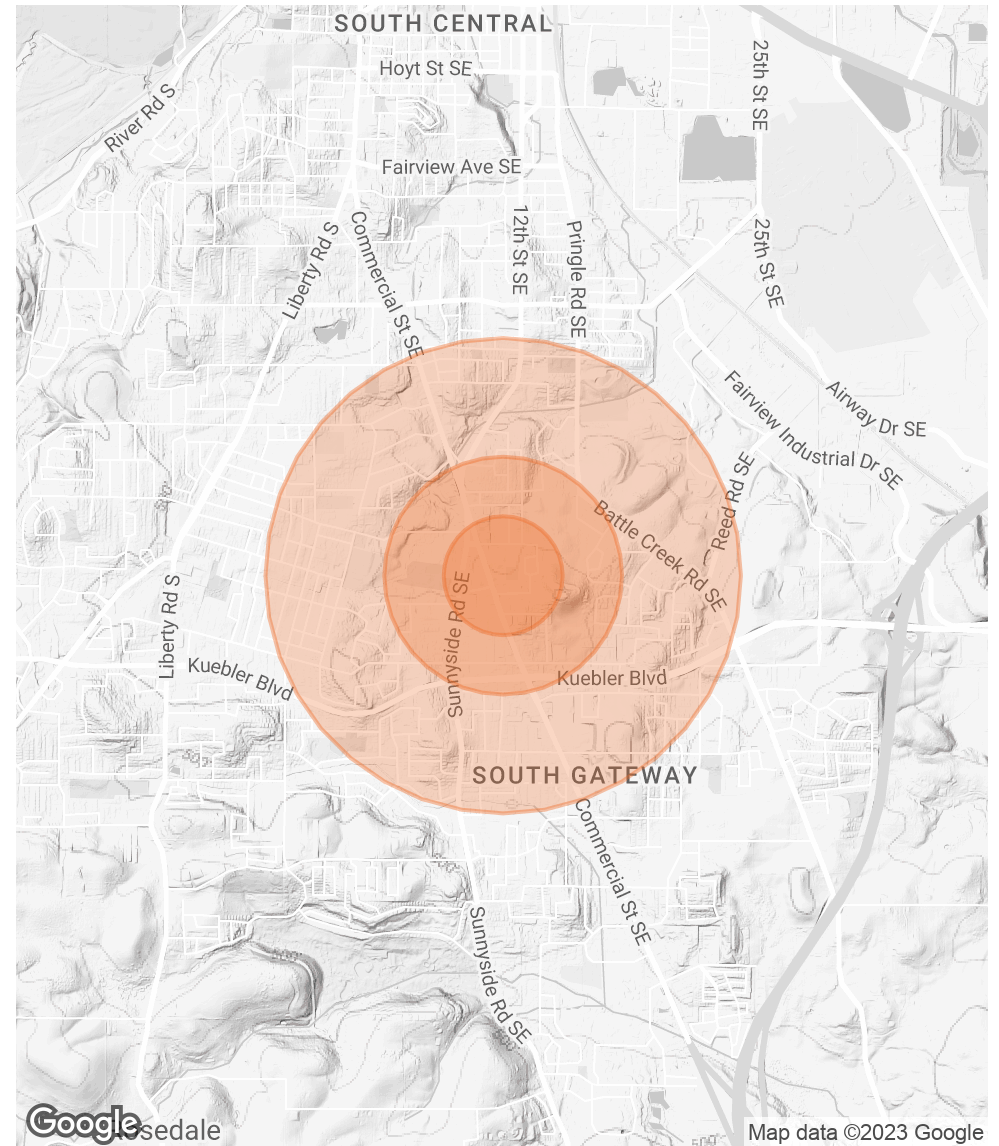 SOUTH CENTRAL
Hoyt St SE
25th St SE
River Rd S
Fairview Ave SE
12th St SE
Pringle Rd SE
25th St SE
Liberty Rd S
Commercial St SE
Airway Dr SE
Fairview Industrial Dr SE
Reed Rd SE
Battle Creek Rd SE
Sunnyside Rd SE
Liberty Rd S
Kuebler Blvd
Kuebler Blvd
SOUTH GATEWAY
Commercial St SE
Sunnyside Rd SE
500
Google
Rosedale
500
Map data ©2023 Google